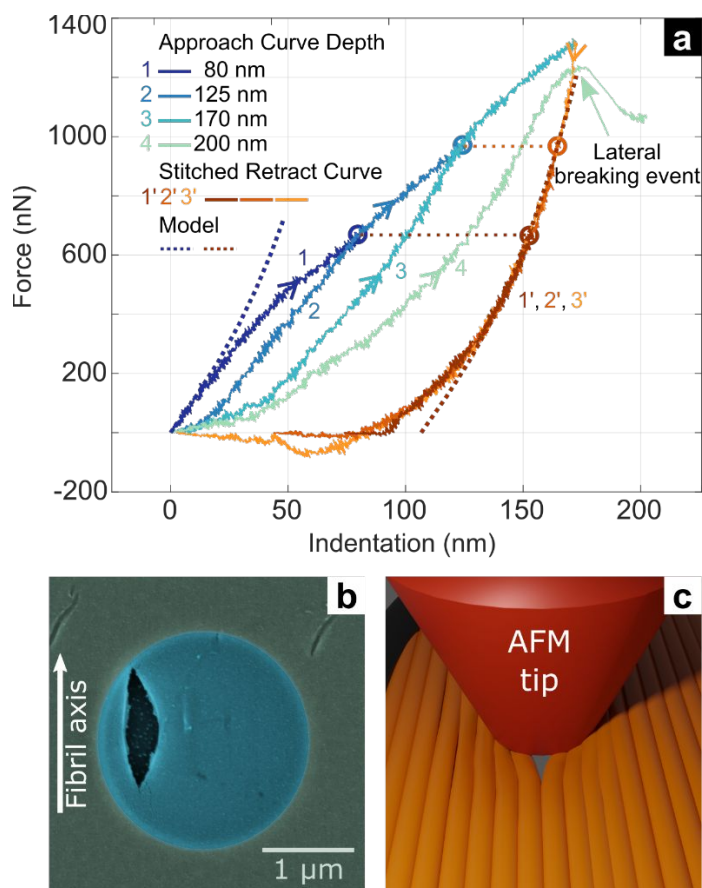 a
Approach Curve Depth
1 80 nm
2 125 nm
3 170 nm
4 200 nm
Stitched Retract Curve
1' 2' 3'
Model
Lateral
breaking event
1
2
3
4
1', 2', 3'
1400
1000
600
200
-200
Force (nN)
0 50 100 150 200
Indentation (nm)
b
Fibril axis
1 μm
c
AFM
tip